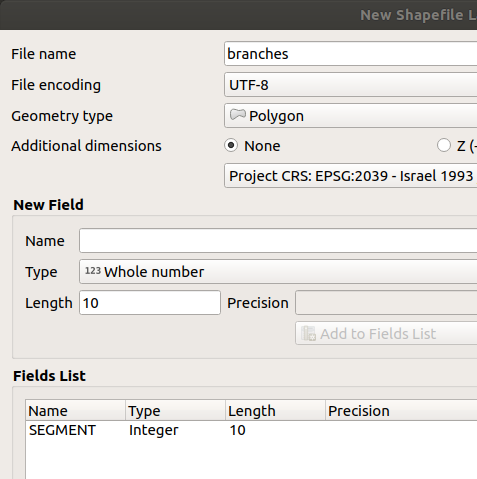 New Shapefile L
File name branches
File encoding UTF-8
Geometry type Polygon
Additional dimensions None Z (-
Project CRS: EPSG:2039 - Israel 1993
New Field
Name
Type 123 Whole number
Length 10 Precision
Add to Fields List
Fields List
Name Type Length Precision
SEGMENT Integer 10